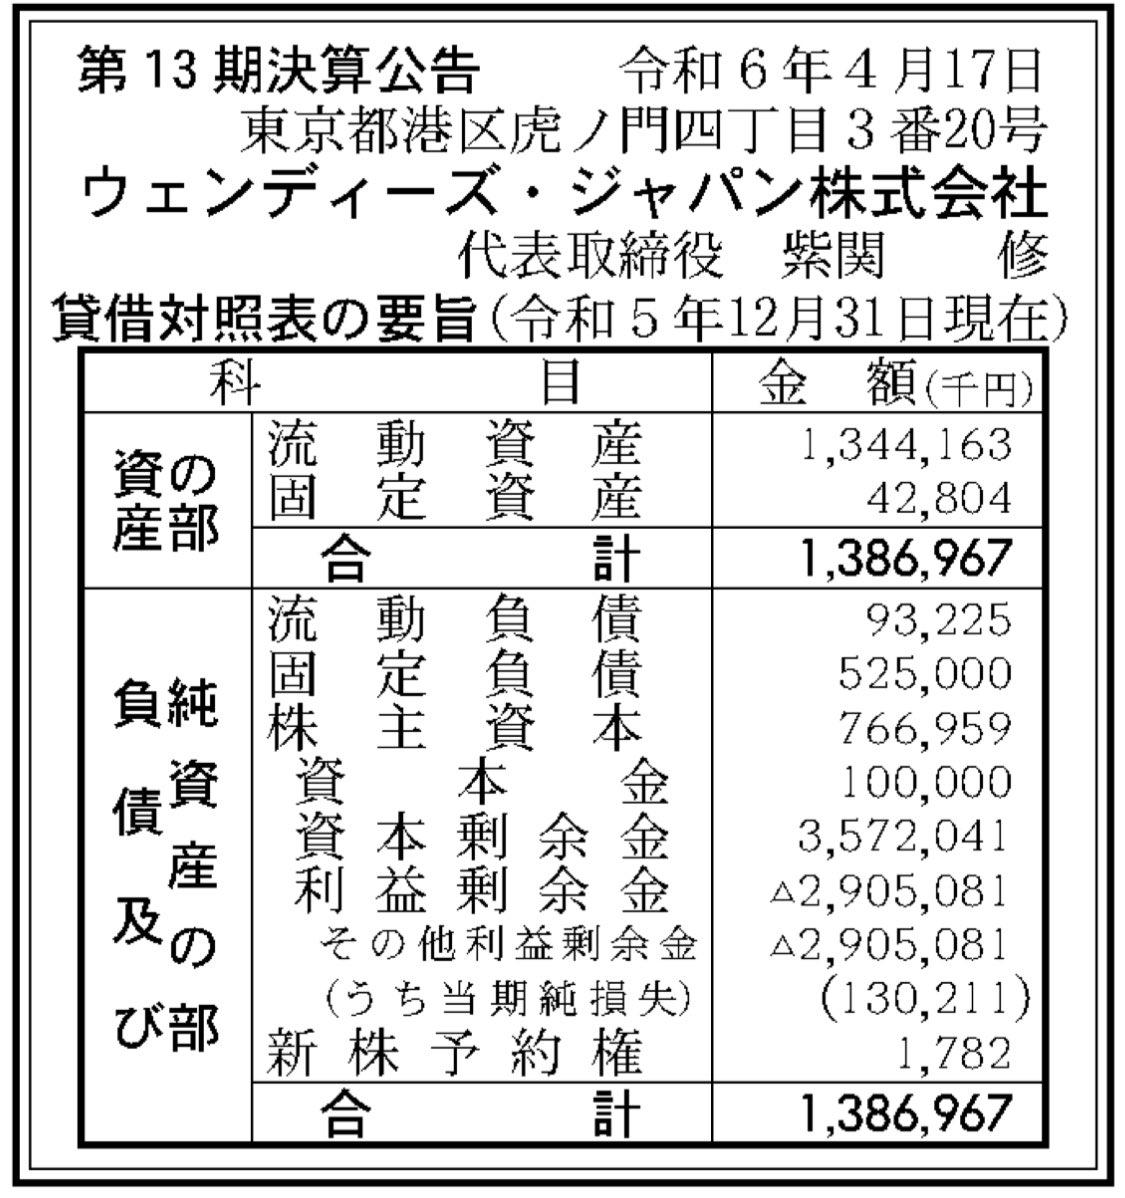 第13期決算公告　令和6年4月17日
東京都港区虎ノ門四丁目3番20号
ウェンディーズ・ジャパン株式会社
代表取締役　紫関　修
貸借対照表の要旨(令和5年12月31日現在)
科目　金額(千円)
資産の部
流動資産　1,344,163
固定資産　42,804
合計　1,386,967
負債及び純資産の部
流動負債　93,225
固定負債　525,000
株主資本　766,959
資本金　100,000
資本剰余金　3,572,041
利益剰余金　△2,905,081
その他利益剰余金　△2,905,081
(うち当期純損失)　(130,211)
新株予約権　1,782
合計　1,386,967